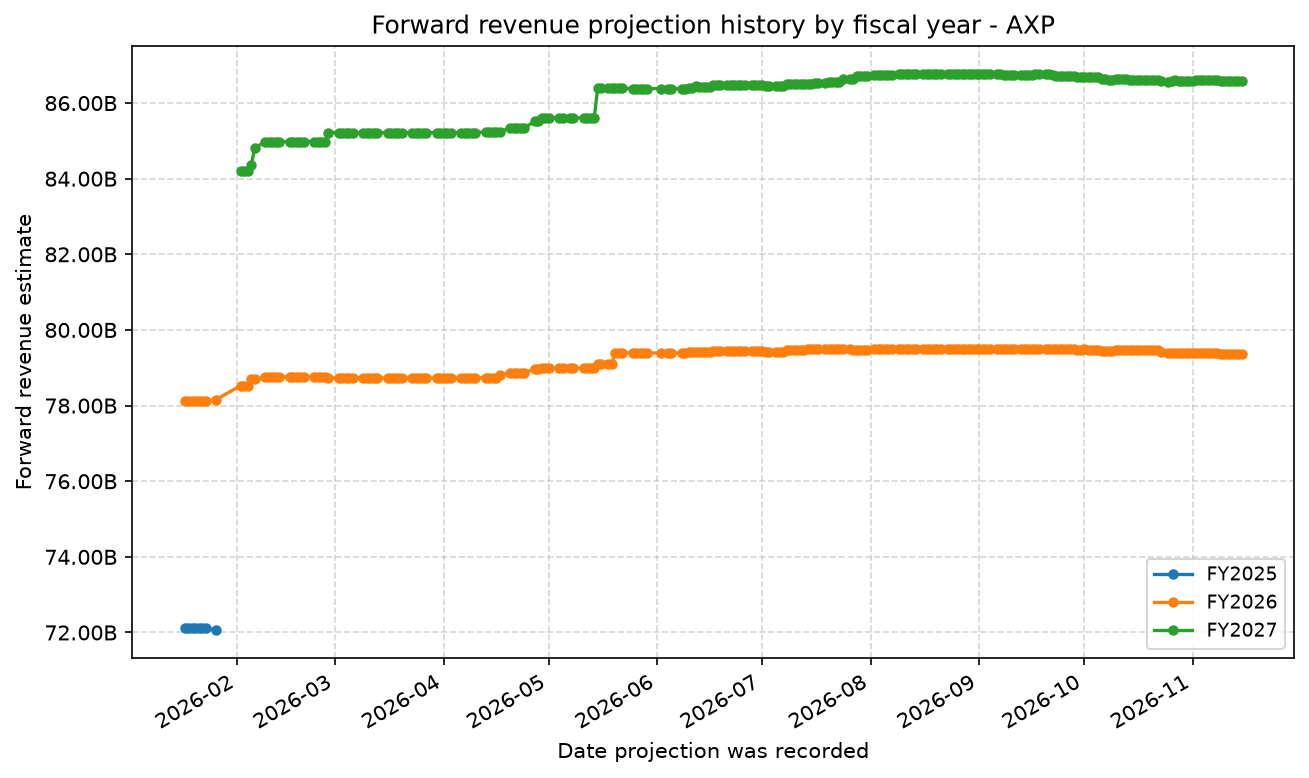 Forward revenue projection history by fiscal year - AXP
Forward revenue estimate
86.00B
84.00B
82.00B
80.00B
78.00B
76.00B
74.00B
72.00B
FY2025
FY2026
FY2027
2026-02
2026-03
2026-04
2026-05
2026-06
2026-07
2026-08
2026-09
2026-10
2026-11
Date projection was recorded